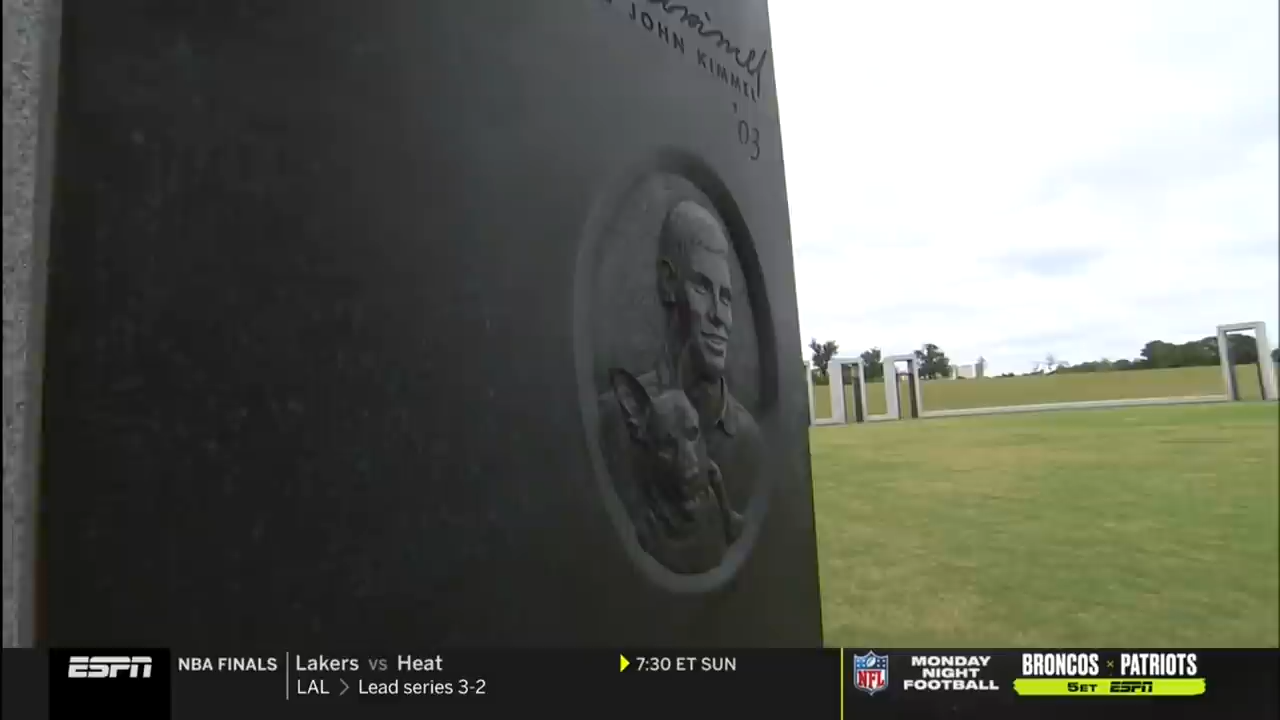 JOHN KIMMEL
'03
ESPN
NBA FINALS
Lakers vs Heat
LAL > Lead series 3-2
7:30 ET SUN
NFL
MONDAY
NIGHT
FOOTBALL
BRONCOS × PATRIOTS
5ET ESPN